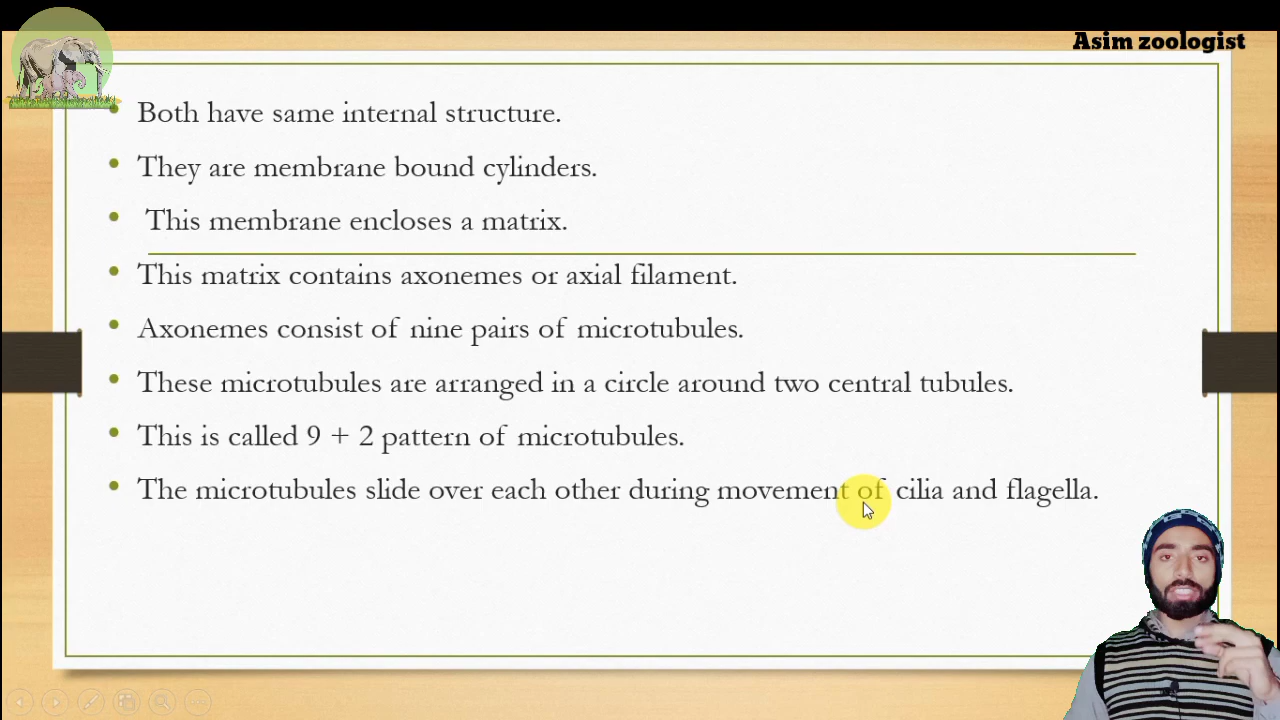 Asim zoologist
Both have same internal structure.
They are membrane bound cylinders.
This membrane encloses a matrix.
This matrix contains axonemes or axial filament.
Axonemes consist of nine pairs of microtubules.
These microtubules are arranged in a circle around two central tubules.
This is called 9 + 2 pattern of microtubules.
The microtubules slide over each other during movement of cilia and flagella.